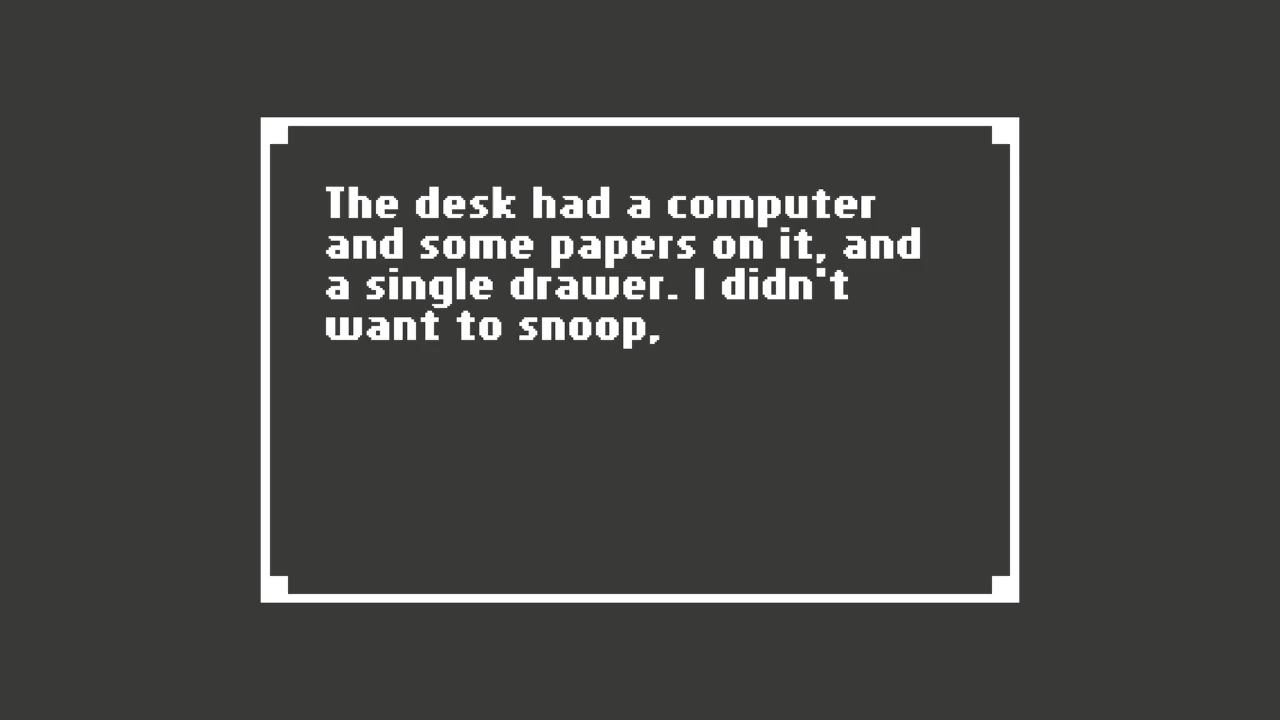 The desk had a computer
and some papers on it, and
a single drawer. I didn't
want to snoop,